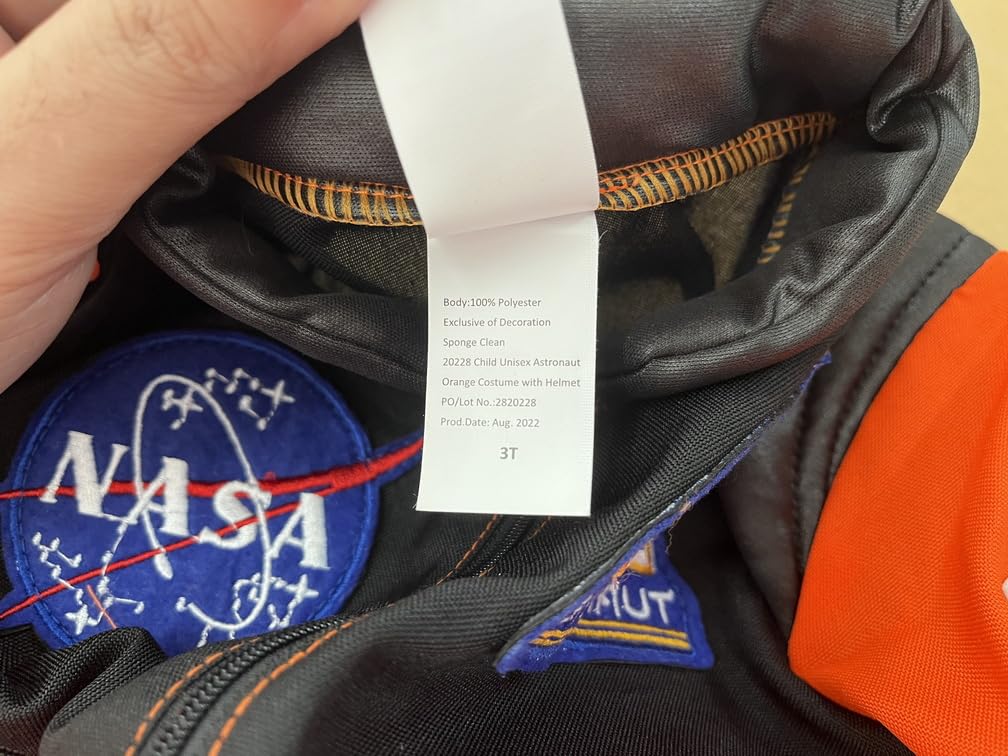 Body:100% Polyester
Exclusive of Decoration
Sponge Clean
20228 Child Unisex Astronaut
Orange Costume with Helmet
PO/Lot No.:2820228
Prod.Date: Aug. 2022
3T
NASA